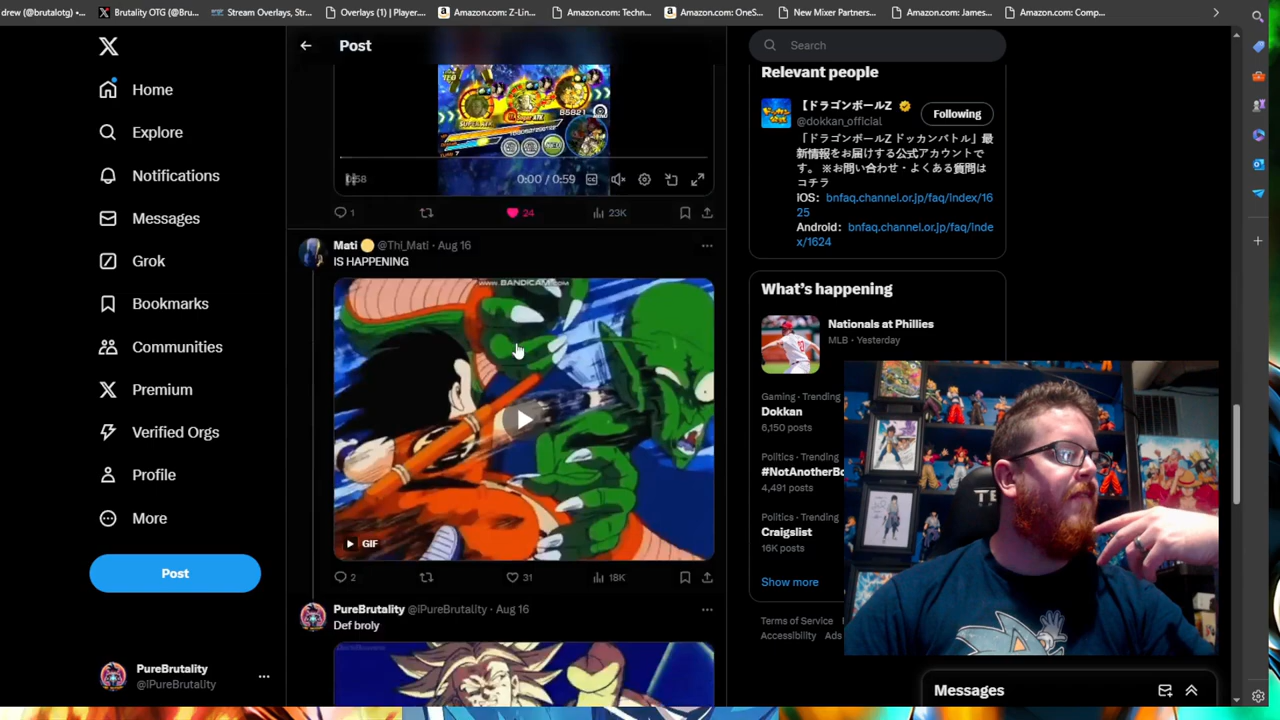 drew (@brutalotg) •...
Brutality OTG (@Bru...
Stream Overlays, Str...
Overlays (1) | Player....
Amazon.com: Z-Lin...
Amazon.com: Techn...
Amazon.com: OneS...
New Mixer Partners...
Amazon.com: James...
Amazon.com: Comp...
Home
Explore
Notifications
Messages
Grok
Bookmarks
Communities
Premium
Verified Orgs
Profile
More
Post
PureBrutality
@IPureBrutality
Post
85821
0:00 / 0:59
1
24
23K
Mati @Thi_Mati · Aug 16
IS HAPPENING
WWW.BANDICAM.COM
GIF
2
31
18K
PureBrutality @iPureBrutality · Aug 16
Def broly
Search
Relevant people
【ドラゴンボールZ
@dokkan_official
Following
「ドラゴンボールZ ドッカンバトル」最
新情報をお届けする公式アカウントで
す。 ※お問い合わせ・よくある質問は
コチラ
iOS： bnfaq.channel.or.jp/faq/index/16
25
Android： bnfaq.channel.or.jp/faq/inde
x/1624
What's happening
Nationals at Phillies
MLB · Yesterday
Gaming · Trending
Dokkan
6,150 posts
Politics · Trending
#NotAnotherBo
4,491 posts
Politics · Trending
Craigslist
16K posts
Show more
Terms of Service
Accessibility Ads
Messages